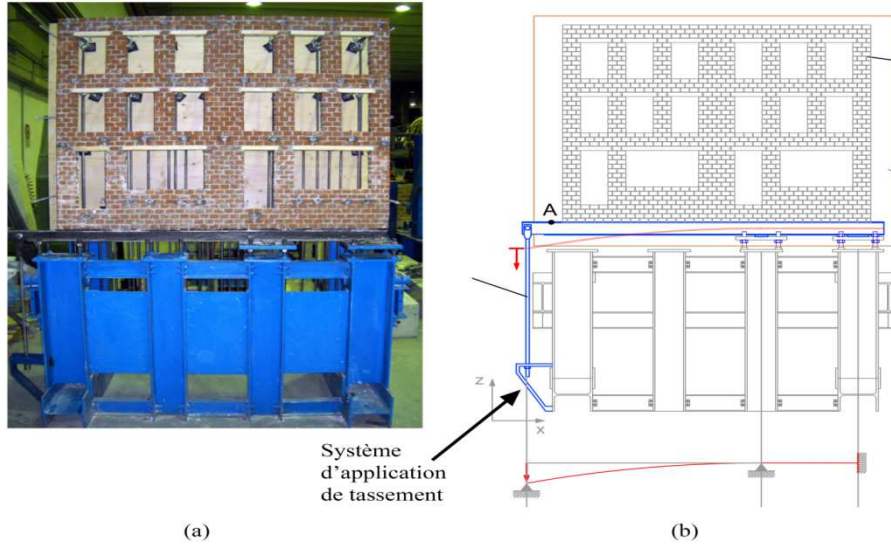 A
z
x
Système
d'application
de tassement
(a)
(b)